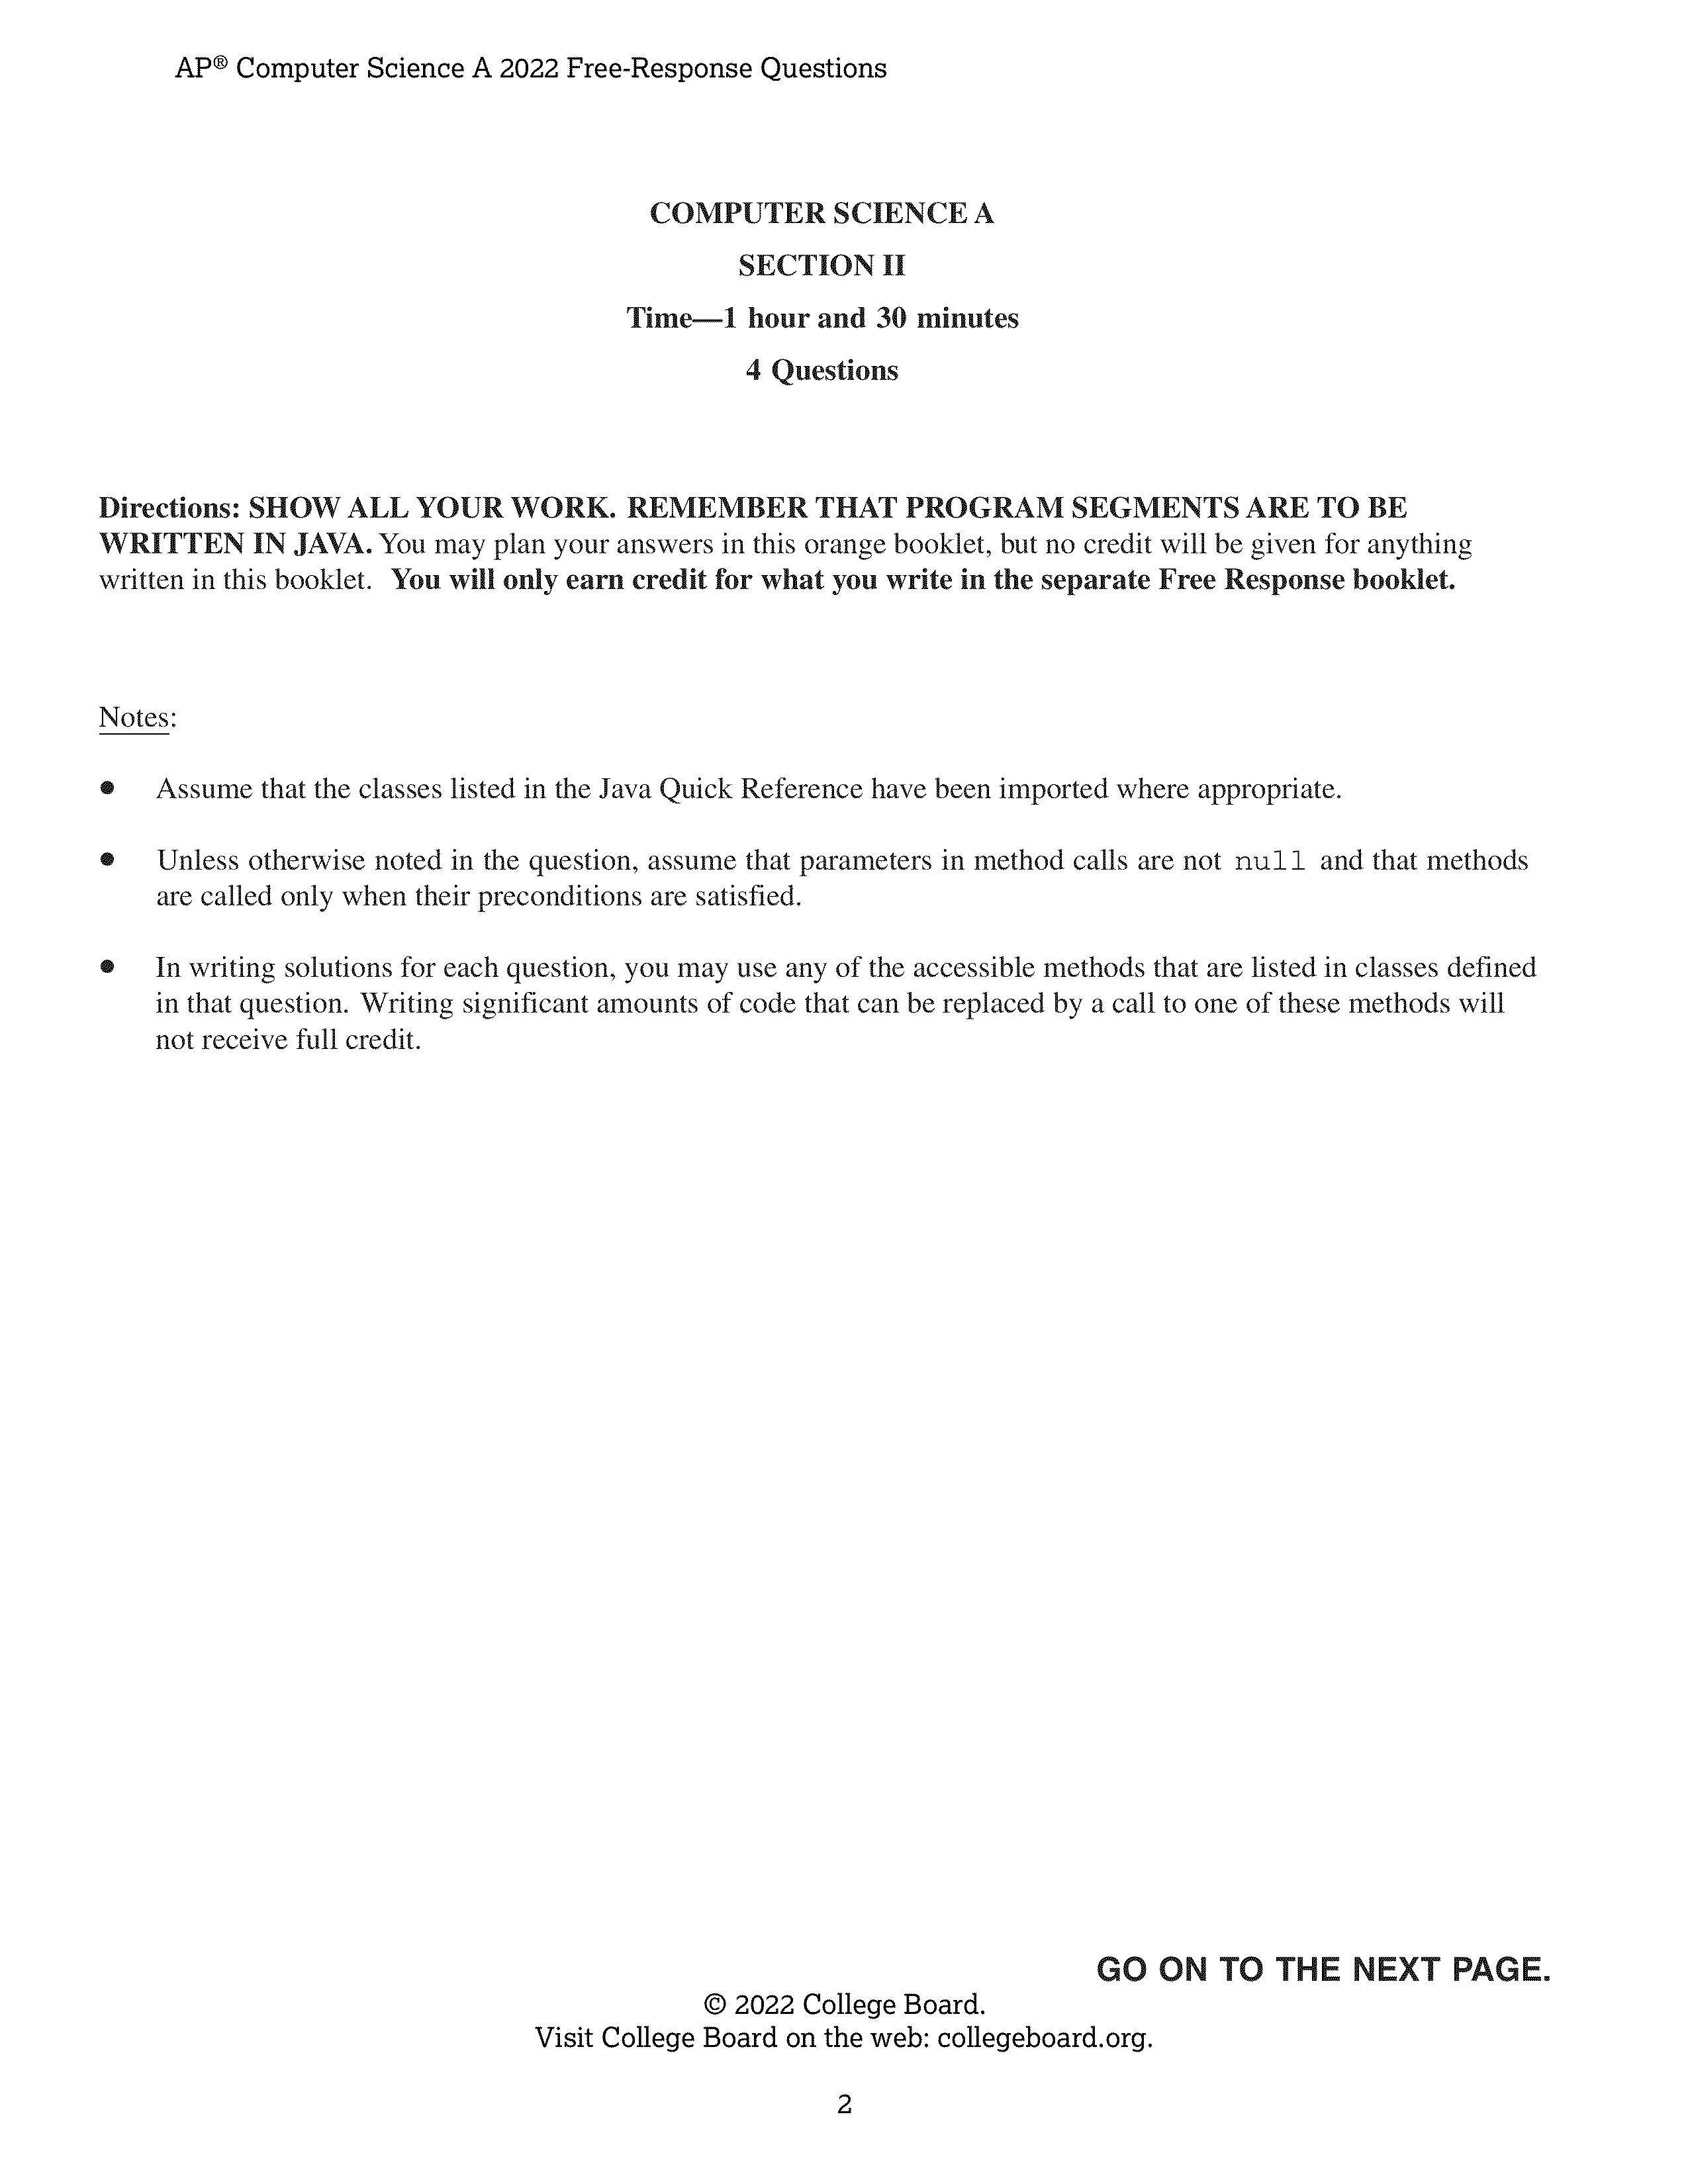 AP® Computer Science A 2022 Free-Response Questions
COMPUTER SCIENCE A
SECTION II
Time—1 hour and 30 minutes
4 Questions
Directions: SHOW ALL YOUR WORK. REMEMBER THAT PROGRAM SEGMENTS ARE TO BE
WRITTEN IN JAVA. You may plan your answers in this orange booklet, but no credit will be given for anything
written in this booklet. You will only earn credit for what you write in the separate Free Response booklet.
Notes:
• Assume that the classes listed in the Java Quick Reference have been imported where appropriate.
• Unless otherwise noted in the question, assume that parameters in method calls are not null and that methods
are called only when their preconditions are satisfied.
• In writing solutions for each question, you may use any of the accessible methods that are listed in classes defined
in that question. Writing significant amounts of code that can be replaced by a call to one of these methods will
not receive full credit.
GO ON TO THE NEXT PAGE.
© 2022 College Board.
Visit College Board on the web: collegeboard.org.
2